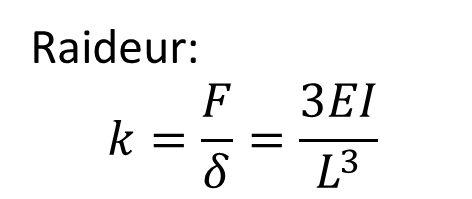 Raideur:
k = F/δ = 3EI/L³